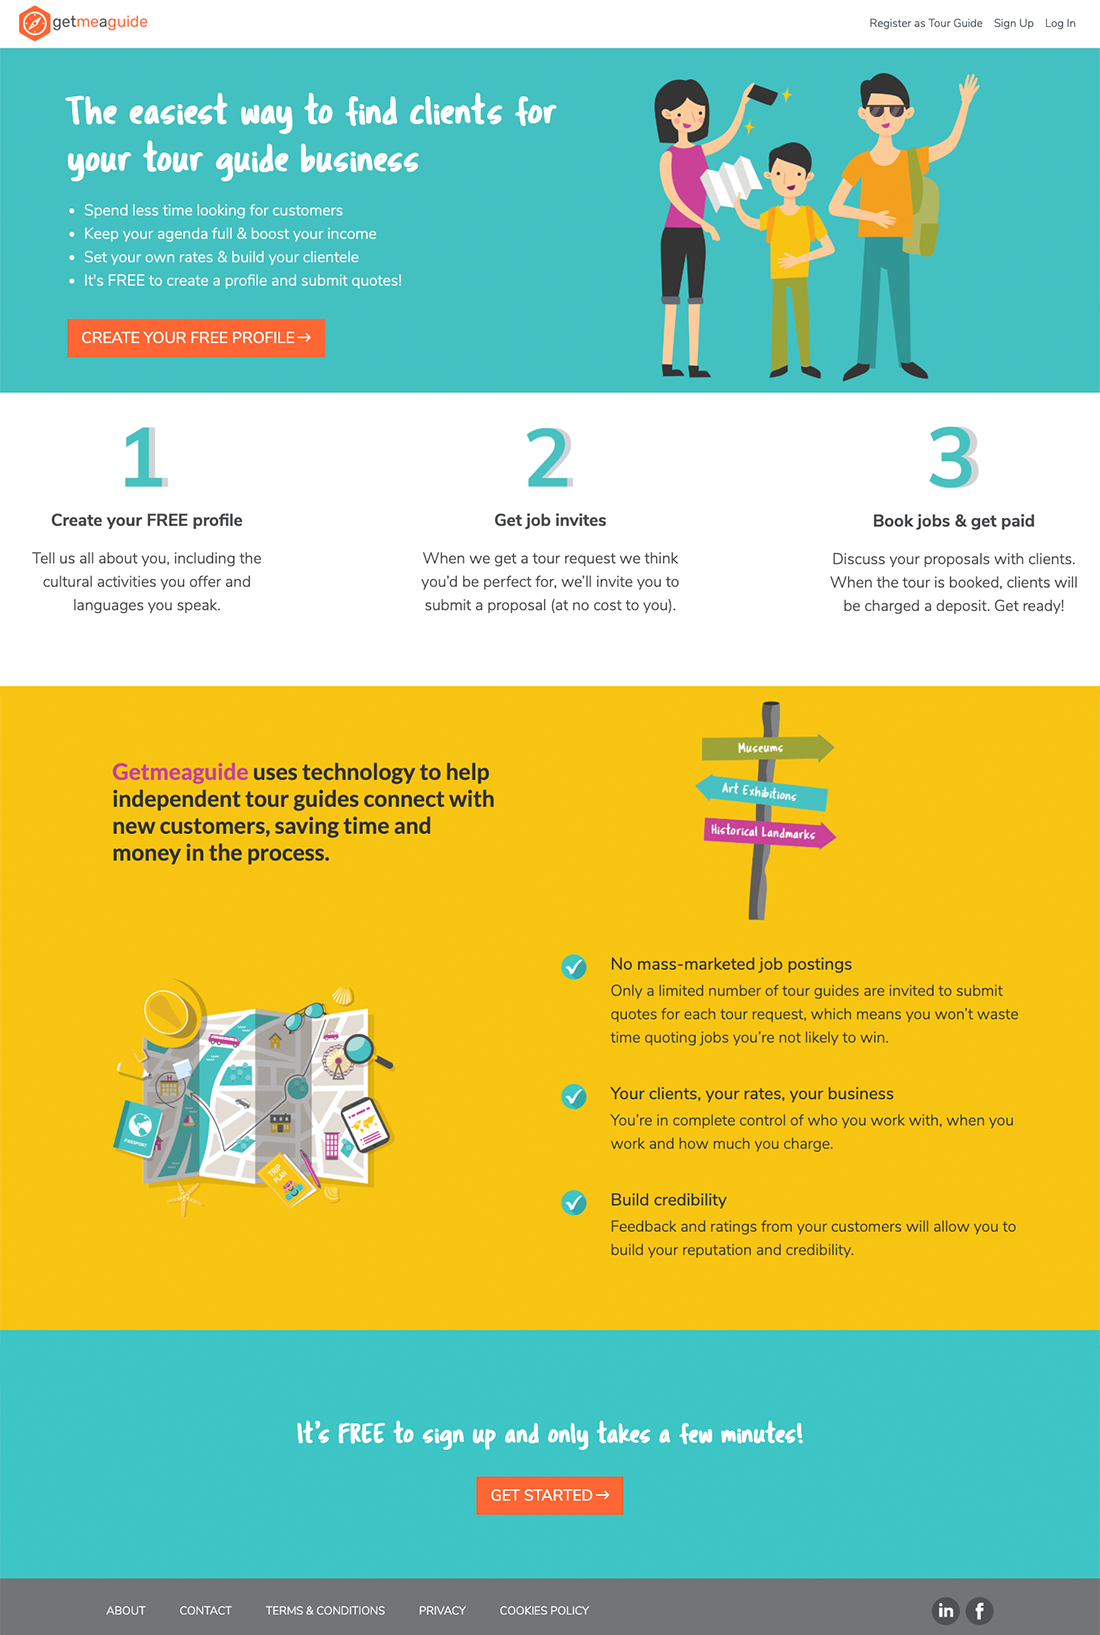 getmeaguide
Register as Tour Guide Sign Up Log In
The easiest way to find clients for
your tour guide business
• Spend less time looking for customers
• Keep your agenda full & boost your income
• Set your own rates & build your clientele
• It's FREE to create a profile and submit quotes!
CREATE YOUR FREE PROFILE→
1
Create your FREE profile
Tell us all about you, including the
cultural activities you offer and
languages you speak.
2
Get job invites
When we get a tour request we think
you’d be perfect for, we’ll invite you to
submit a proposal (at no cost to you).
3
Book jobs & get paid
Discuss your proposals with clients.
When the tour is booked, clients will
be charged a deposit. Get ready!
Getmeaguide uses technology to help
independent tour guides connect with
new customers, saving time and
money in the process.
Museums
Art Exhibitions
Historical Landmarks
PASSPORT
TRIP
PLAN
No mass-marketed job postings
Only a limited number of tour guides are invited to submit
quotes for each tour request, which means you won’t waste
time quoting jobs you’re not likely to win.
Your clients, your rates, your business
You’re in complete control of who you work with, when you
work and how much you charge.
Build credibility
Feedback and ratings from your customers will allow you to
build your reputation and credibility.
It’s FREE to sign up and only takes a few minutes!
GET STARTED→
ABOUT CONTACT TERMS & CONDITIONS PRIVACY COOKIES POLICY in f